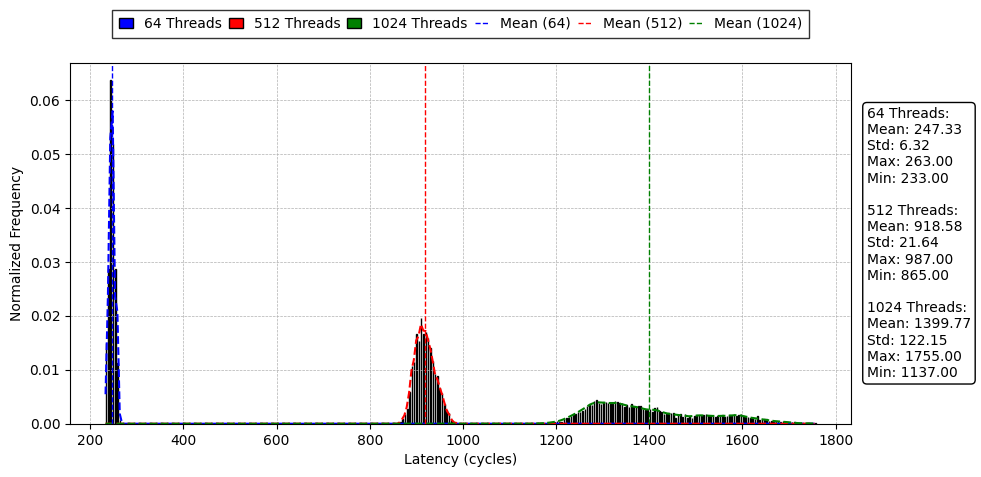 64 Threads 512 Threads 1024 Threads Mean (64) Mean (512) Mean (1024)
0.06
0.05
0.04
0.03
0.02
0.01
0.00
Normalized Frequency
200 400 600 800 1000 1200 1400 1600 1800
Latency (cycles)
64 Threads:
Mean: 247.33
Std: 6.32
Max: 263.00
Min: 233.00
512 Threads:
Mean: 918.58
Std: 21.64
Max: 987.00
Min: 865.00
1024 Threads:
Mean: 1399.77
Std: 122.15
Max: 1755.00
Min: 1137.00